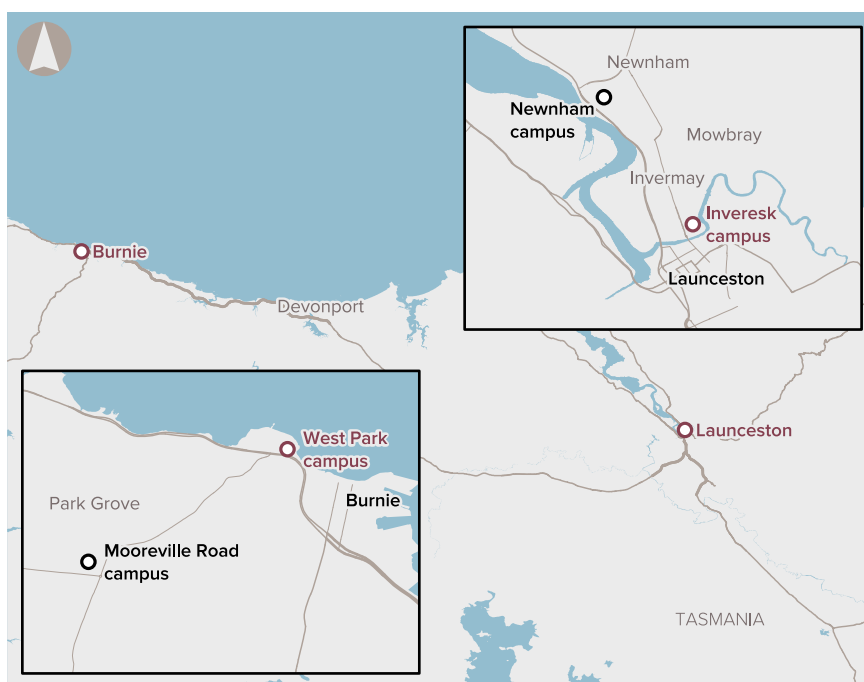 Newnham
Newnham
campus
Mowbray
Invermay
Inveresk
campus
Launceston
Burnie
Devonport
West Park
campus
Burnie
Park Grove
Mooreville Road
campus
Launceston
TASMANIA